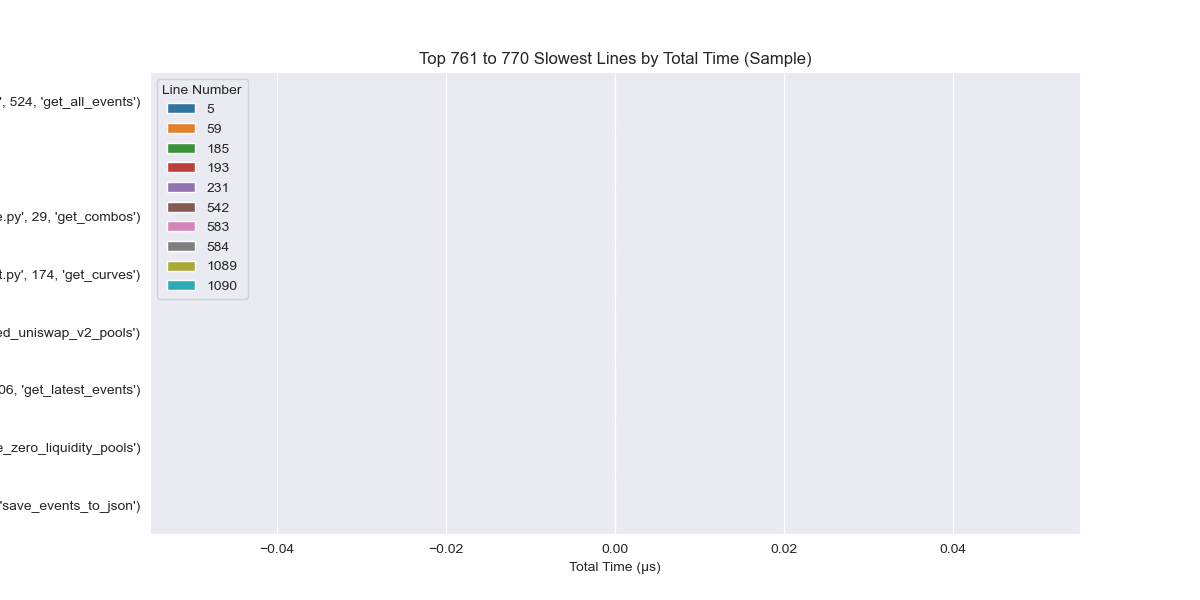 Top 761 to 770 Slowest Lines by Total Time (Sample)
Line Number
5
59
185
193
231
542
583
584
1089
1090
', 524, 'get_all_events')
e.py', 29, 'get_combos')
t.py', 174, 'get_curves')
ed_uniswap_v2_pools')
06, 'get_latest_events')
e_zero_liquidity_pools')
'save_events_to_json')
−0.04
−0.02
0.00
0.02
0.04
Total Time (µs)